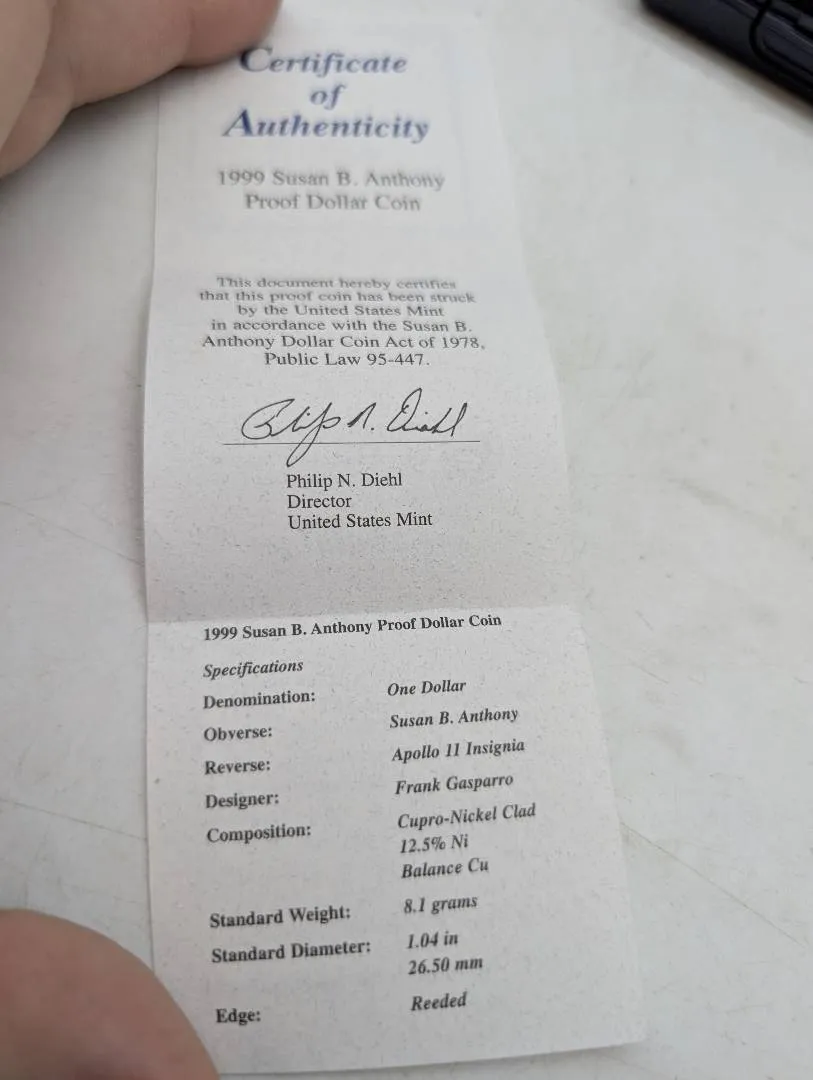 Certificate
of
Authenticity
1999 Susan B. Anthony
Proof Dollar Coin
This document hereby certifies
that this proof coin has been struck
by the United States Mint
in accordance with the Susan B.
Anthony Dollar Coin Act of 1978,
Public Law 95-447.
Philip N. Diehl
Philip N. Diehl
Director
United States Mint
1999 Susan B. Anthony Proof Dollar Coin
Specifications
Denomination: One Dollar
Obverse: Susan B. Anthony
Reverse: Apollo 11 Insignia
Designer: Frank Gasparro
Composition: Cupro-Nickel Clad
12.5% Ni
Balance Cu
Standard Weight: 8.1 grams
Standard Diameter: 1.04 in
26.50 mm
Edge: Reeded